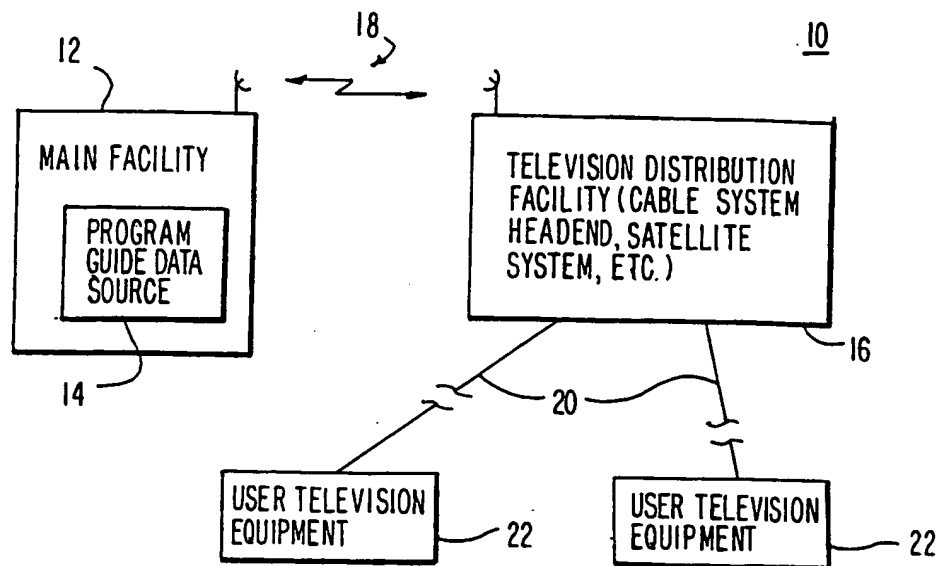 18
10
12
MAIN FACILITY
PROGRAM
GUIDE DATA
SOURCE
14
TELEVISION DISTRIBUTION
FACILITY (CABLE SYSTEM
HEADEND, SATELLITE
SYSTEM, ETC.)
16
20
USER TELEVISION
EQUIPMENT
22
USER TELEVISION
EQUIPMENT
22